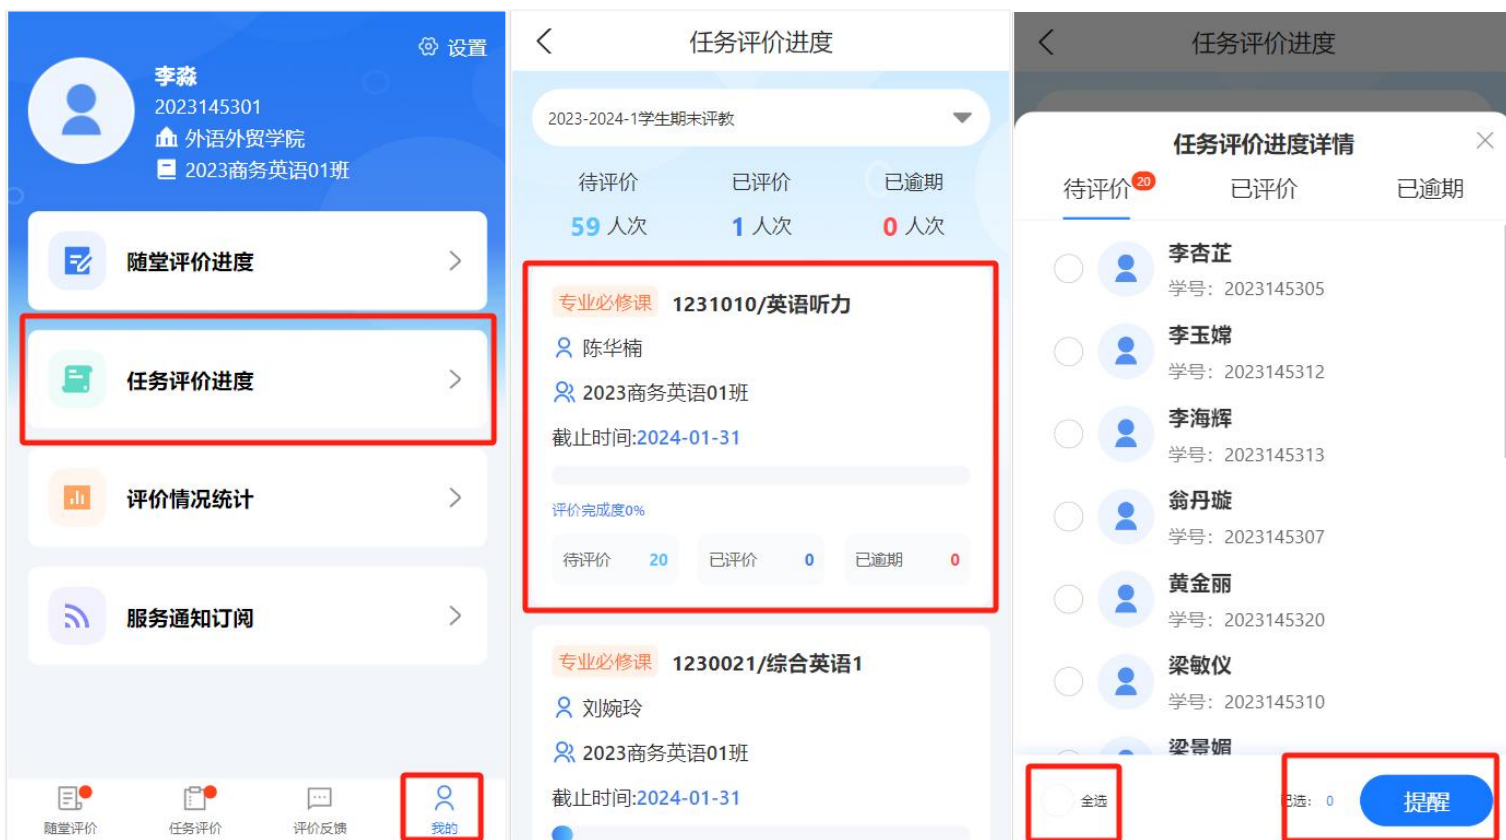 设置
李淼
2023145301
外语外贸学院
2023商务英语01班
随堂评价进度
任务评价进度
评价情况统计
服务通知订阅
随堂评价
任务评价
评价反馈
我的
任务评价进度
2023-2024-1学生期末评教
待评价 已评价 已逾期
59 人次 1 人次 0 人次
专业必修课 1231010/英语听力
陈华楠
2023商务英语01班
截止时间:2024-01-31
评价完成度0%
待评价 20 已评价 0 已逾期 0
专业必修课 1230021/综合英语1
刘婉玲
2023商务英语01班
截止时间:2024-01-31
任务评价进度
任务评价进度详情
待评价 20 已评价 已逾期
李杏芷
学号：2023145305
李玉嫦
学号：2023145312
李海辉
学号：2023145313
翁丹璇
学号：2023145307
黄金丽
学号：2023145320
梁敏仪
学号：2023145310
梁景媚
全选 已选：0 提醒